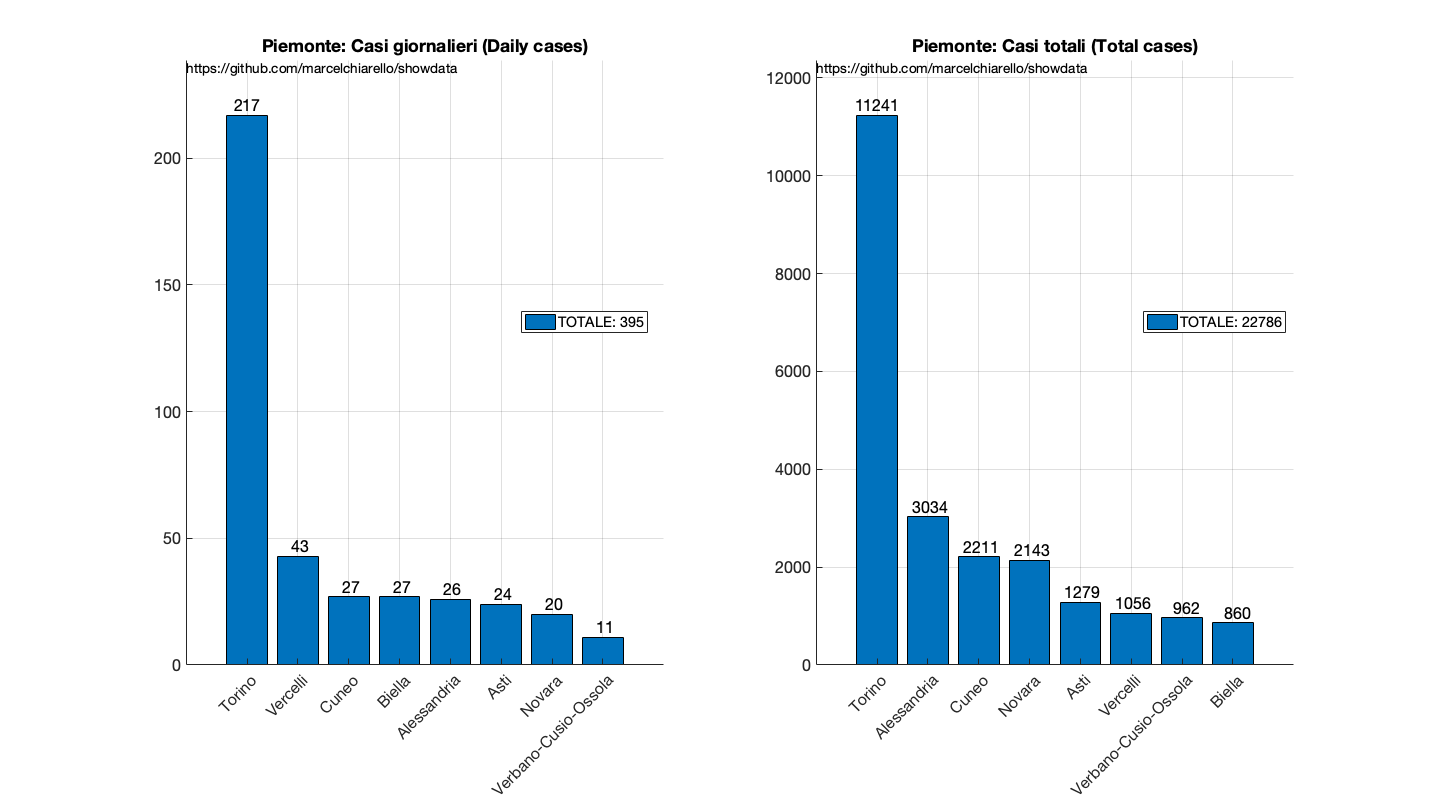 Piemonte: Casi giornalieri (Daily cases)
https://github.com/marcelchiarello/showdata
217
200
150
TOTALE: 395
100
50
43
27
27
26
24
20
11
0
Torino
Vercelli
Cuneo
Biella
Alessandria
Asti
Novara
Verbano-Cusio-Ossola
Piemonte: Casi totali (Total cases)
https://github.com/marcelchiarello/showdata
12000
11241
10000
8000
TOTALE: 22786
6000
4000
3034
2211
2143
2000
1279
1056
962
860
0
Torino
Alessandria
Cuneo
Novara
Asti
Vercelli
Verbano-Cusio-Ossola
Biella